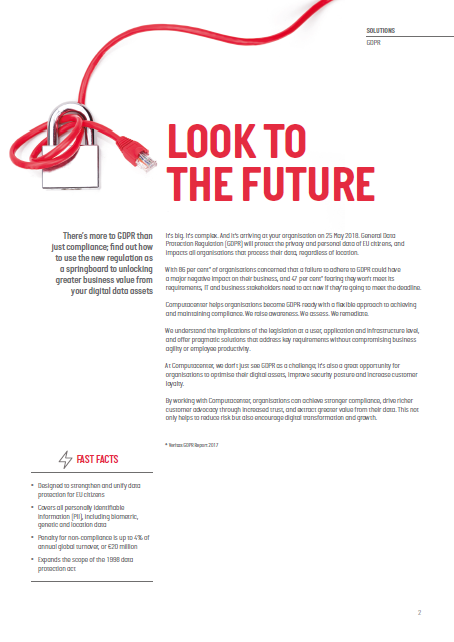 SOLUTIONS
GDPR
LOOK TO
THE FUTURE
There's more to GDPR than
just compliance; find out how
to use the new regulation as
a springboard to unlocking
greater business value from
your digital data assets
It's big. It's complex. And it's arriving at your organisation on 25 May 2018. General Data
Protection Regulation (GDPR) will protect the privacy and personal data of EU citizens, and
impacts all organisations that process their data, regardless of location.
With 86 per cent* of organisations concerned that a failure to adhere to GDPR could have
a major negative impact on their business, and 47 per cent* fearing they won't meet its
requirements, IT and business stakeholders need to act now if they're going to meet the deadline.
Computacenter helps organisations become GDPR-ready with a flexible approach to achieving
and maintaining compliance. We raise awareness. We assess. We remediate.
We understand the implications of the legislation at a user, application and infrastructure level,
and offer pragmatic solutions that address key requirements without compromising business
agility or employee productivity.
At Computacenter, we don't just see GDPR as a challenge; it's also a great opportunity for
organisations to optimise their digital assets, improve security posture and increase customer
loyalty.
By working with Computacenter, organisations can achieve stronger compliance, drive richer
customer advocacy through increased trust, and extract greater value from their data. This not
only helps to reduce risk but also encourage digital transformation and growth.
* Veritas GDPR Report 2017
FAST FACTS
• Designed to strengthen and unify data
protection for EU citizens
• Covers all personally identifiable
information (PII), including biometric,
genetic and location data
• Penalty for non-compliance is up to 4% of
annual global turnover, or €20 million
• Expands the scope of the 1998 data
protection act
2